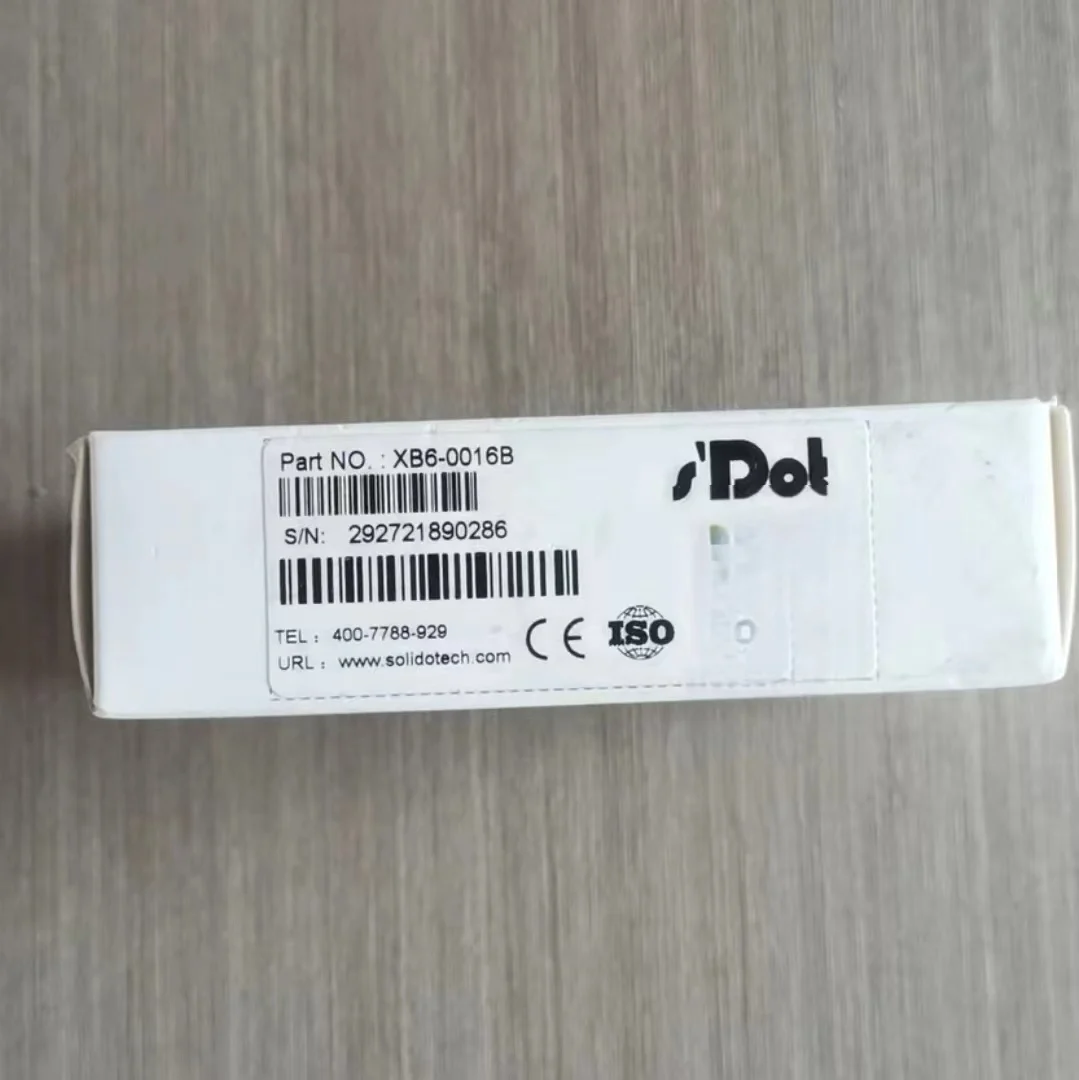 Part NO. : XB6-0016B
s'Dot
S/N: 292721890286
TEL : 400-7788-929
URL : www.solidotech.com
CE
ISO